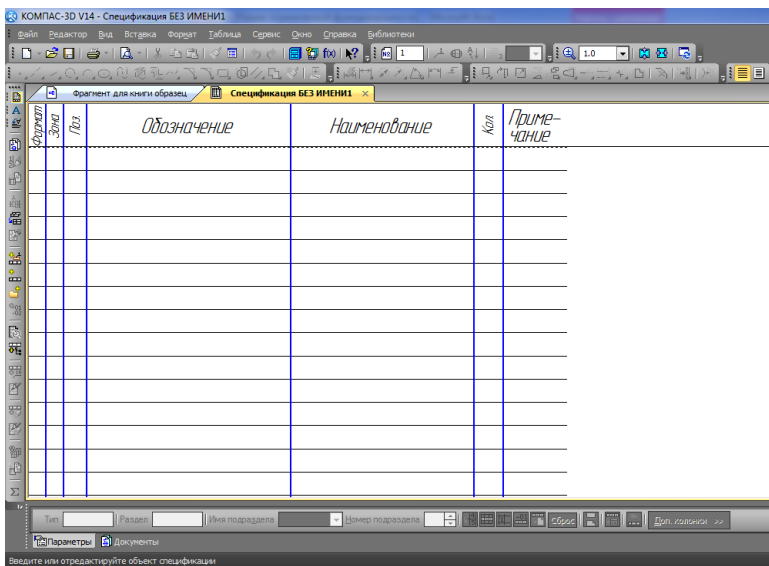 КОМПАС-3D V14 - Спецификация БЕЗ ИМЕНИ1
Файл Редактор Вид Вставка Формат Таблица Сервис Окно Справка Библиотеки
1 1.0
Фрагмент для книги образец Спецификация БЕЗ ИМЕНИ1
Формат Зона Поз. Обозначение Наименование Кол. Приме-
чание
Тип Раздел Имя подраздела Номер подраздела Сброс Доп. колонки >>
Параметры Документы
Введите или отредактируйте объект спецификации